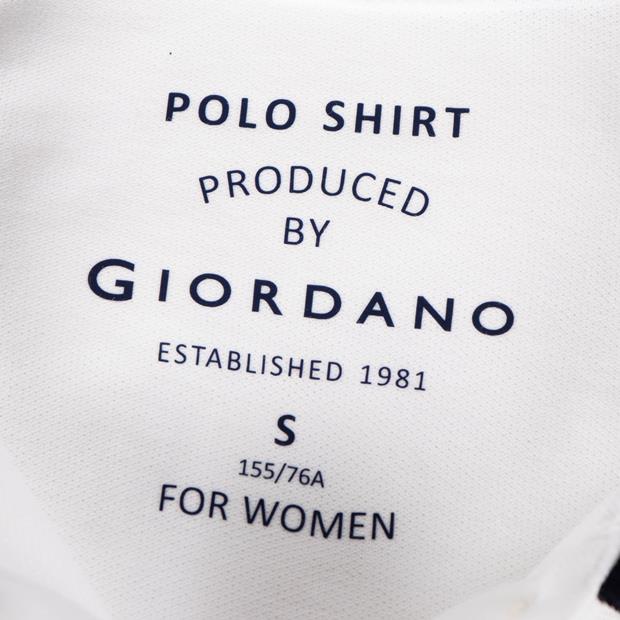 POLO SHIRT
PRODUCED
BY
GIORDANO
ESTABLISHED 1981
S
155/76A
FOR WOMEN